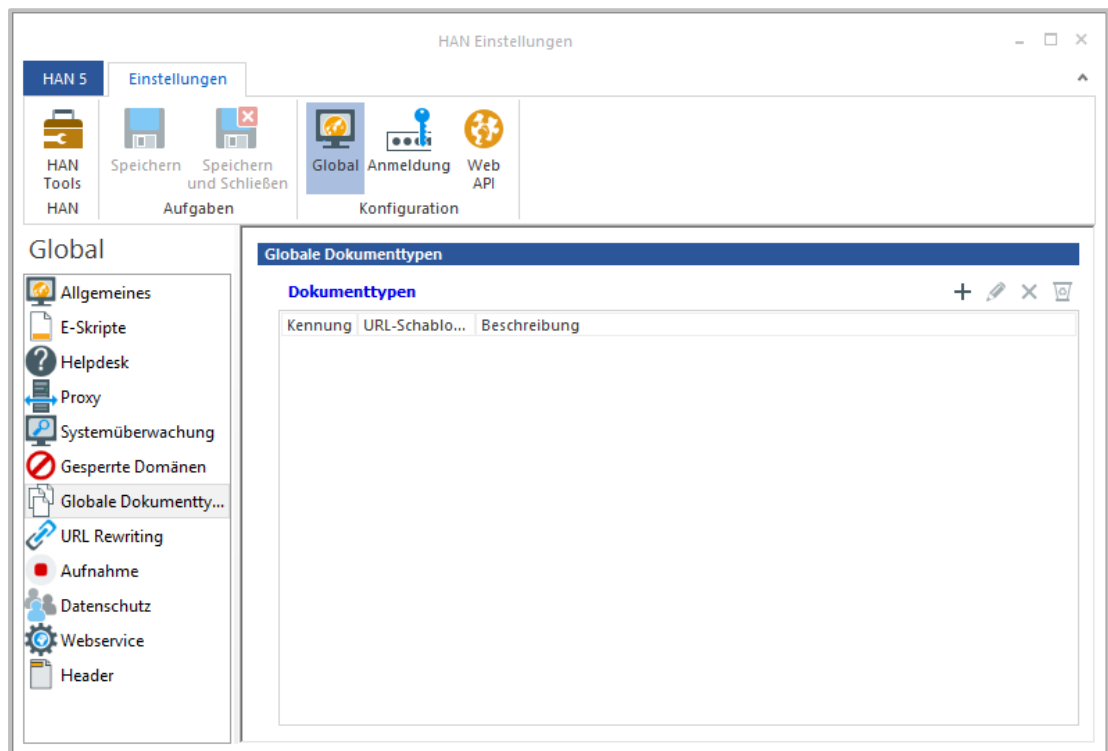 HAN Einstellungen
HAN 5 Einstellungen
HAN Tools
Speichern
Speichern und Schließen
Global
Anmeldung
Web API
HAN
Aufgaben
Konfiguration
Global
Allgemeines
E-Skripte
Helpdesk
Proxy
Systemüberwachung
Gesperrte Domänen
Globale Dokumentty...
URL Rewriting
Aufnahme
Datenschutz
Webservice
Header
Globale Dokumenttypen
Dokumenttypen
Kennung URL-Schablo... Beschreibung